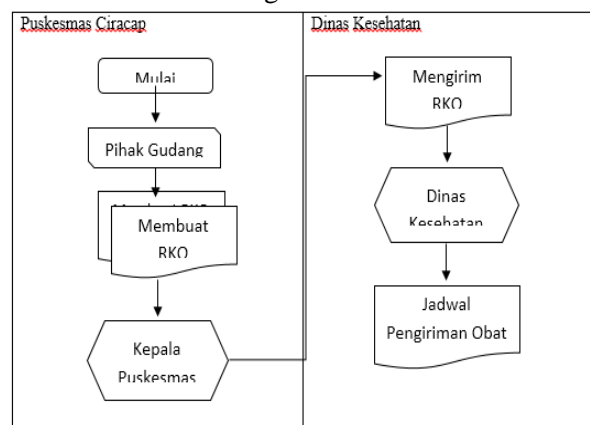 Puskesmas Ciracap
Dinas Kesehatan
Mulai
Pihak Gudang
Membuat
RKO
Kepala
Puskesmas
Mengirim
RKO
Dinas
Kesehatan
Jadwal
Pengiriman Obat